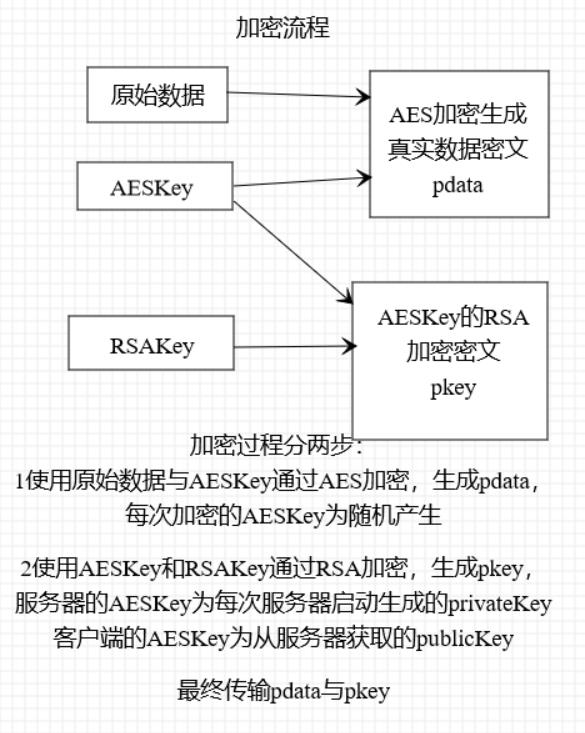 加密流程
原始数据
AES加密生成
真实数据密文
pdata
AESKey
AESKey的RSA
加密密文
pkey
RSAKey
加密过程分两步：
1使用原始数据与AESKey通过AES加密，生成pdata，
每次加密的AESKey为随机产生
2使用AESKey和RSAKey通过RSA加密，生成pkey，
服务器的AESKey为每次服务器启动生成的privateKey
客户端的AESKey为从服务器获取的publicKey
最终传输pdata与pkey